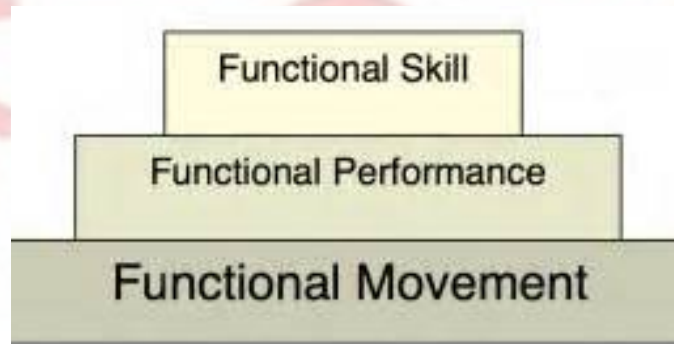 Functional Skill
Functional Performance
Functional Movement